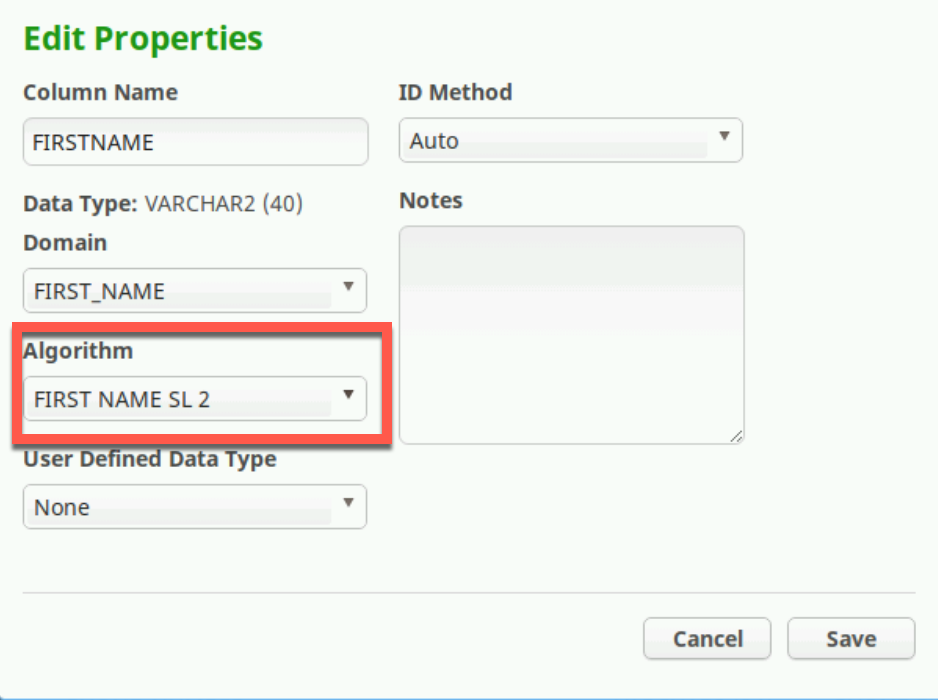 Edit Properties
Column Name
FIRSTNAME
Data Type: VARCHAR2 (40)
Domain
FIRST_NAME
Algorithm
FIRST NAME SL 2
User Defined Data Type
None
ID Method
Auto
Notes
Cancel
Save